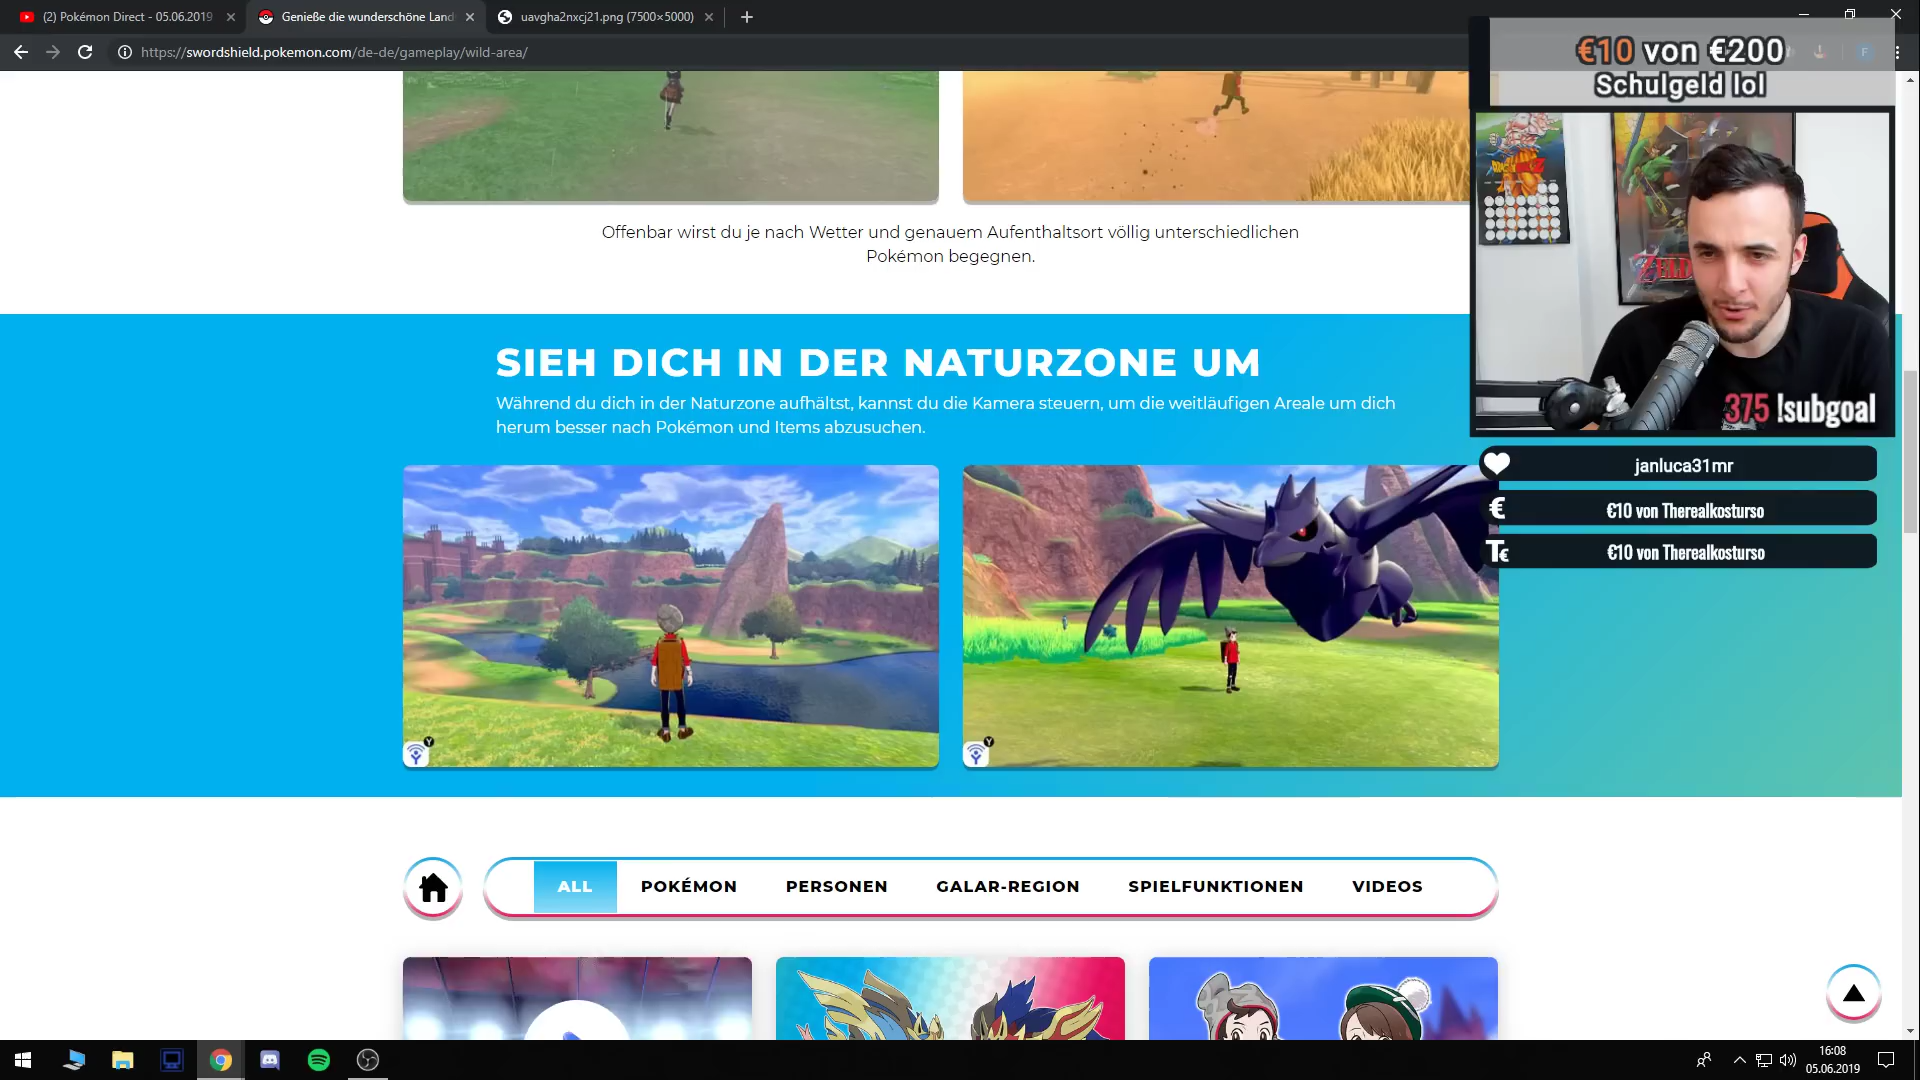 (2) Pokémon Direct - 05.06.2019
Genieße die wunderschöne Land
uavgha2nxcj21.png (7500×5000)
https://swordshield.pokemon.com/de-de/gameplay/wild-area/
€10 von €200
Schulgeld lol
Offenbar wirst du je nach Wetter und genauem Aufenthaltsort völlig unterschiedlichen
Pokémon begegnen.
SIEH DICH IN DER NATURZONE UM
Während du dich in der Naturzone aufhältst, kannst du die Kamera steuern, um die weitläufigen Areale um dich
herum besser nach Pokémon und Items abzusuchen.
375 !subgoal
janluca31mr
€ €10 von Therealkosturso
T€ €10 von Therealkosturso
Y
Y
ALL POKÉMON PERSONEN GALAR-REGION SPIELFUNKTIONEN VIDEOS
16:08
05.06.2019